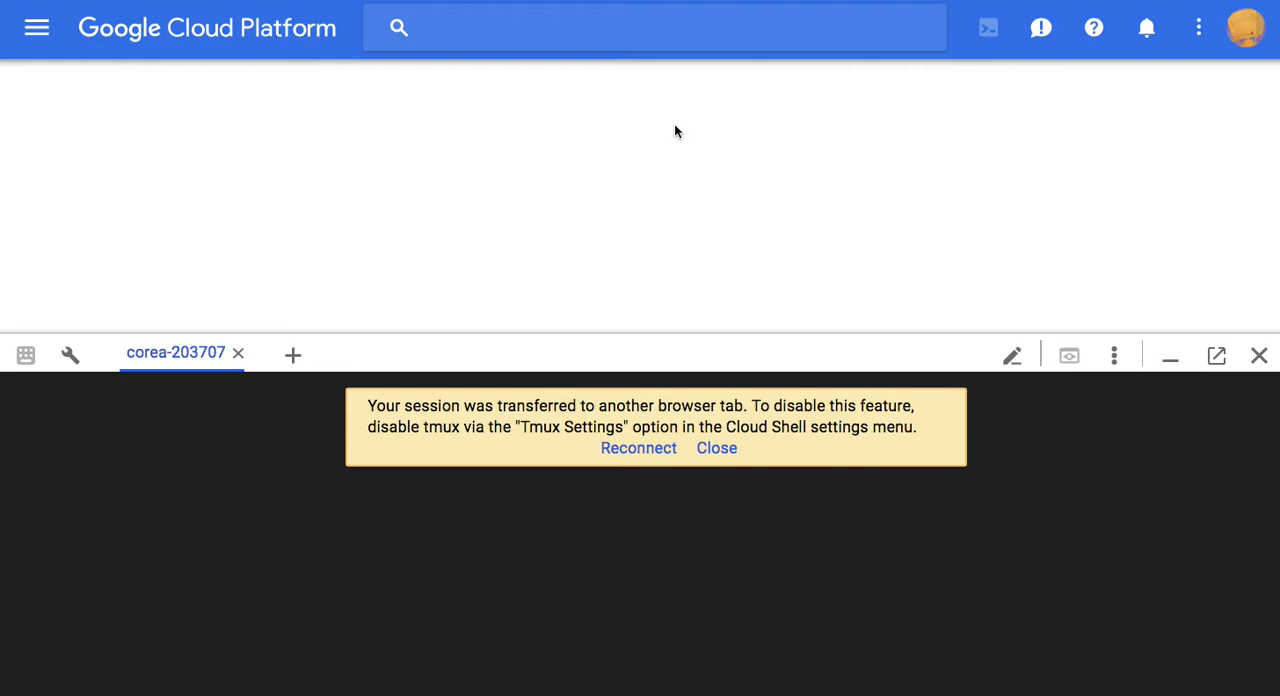 Google Cloud Platform
corea-203707
Your session was transferred to another browser tab. To disable this feature,
disable tmux via the "Tmux Settings" option in the Cloud Shell settings menu.
Reconnect Close